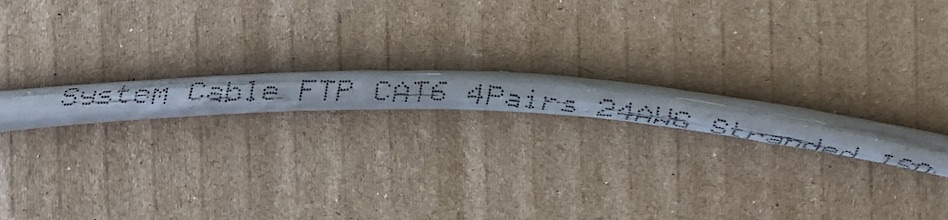 System Cable FTP CAT6 4Pairs 24AWG Stranded